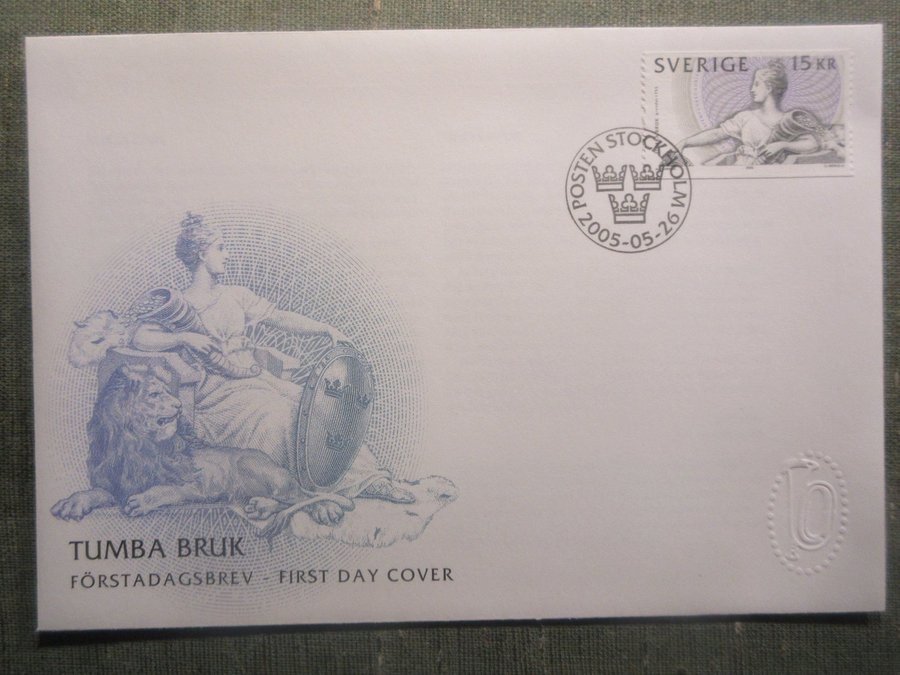 SVERIGE 15 KR
POSTEN STOCKHOLM
2005-05-26
TUMBA BRUK
FÖRSTADAGSBREV - FIRST DAY COVER